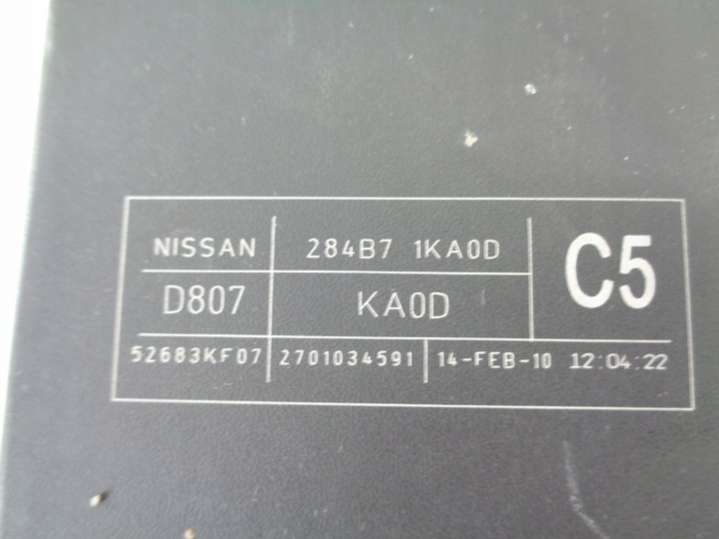 NISSAN 284B7 1KA0D C5
D807 KA0D
52683KF07 2701034591 14-FEB-10 12:04:22